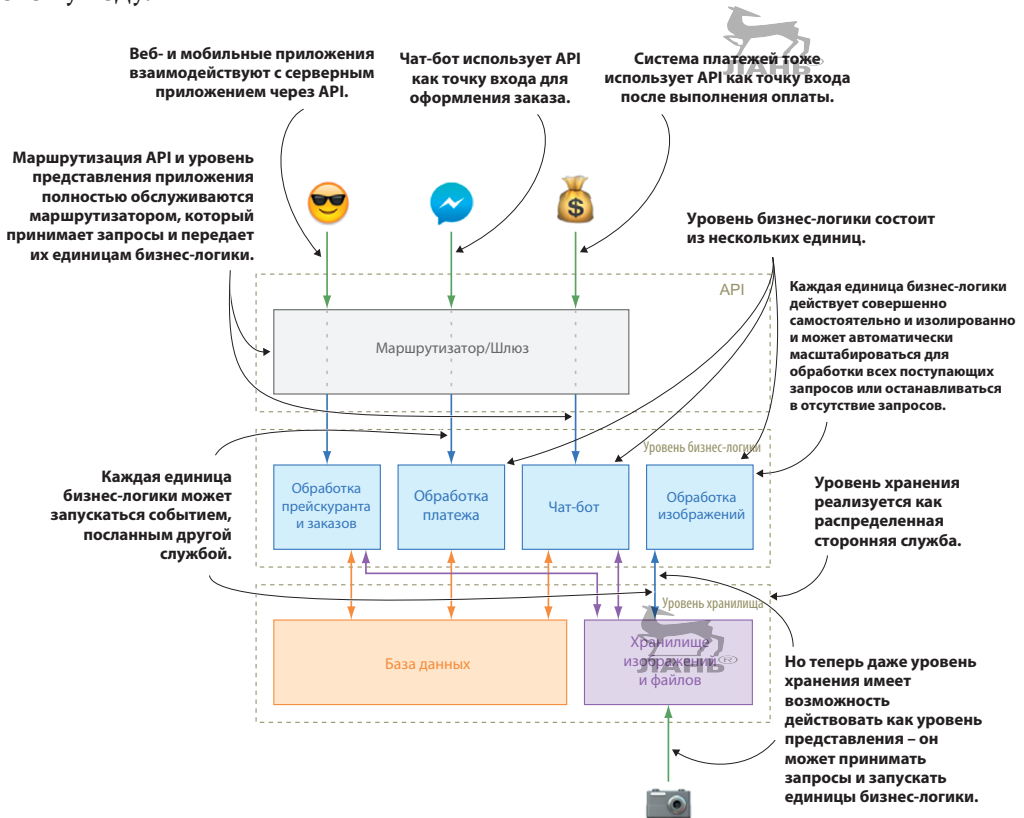 Веб- и мобильные приложения
взаимодействуют с серверным
приложением через API.
Чат-бот использует API
как точку входа для
оформления заказа.
ЛАНЬ®
Система платежей тоже
использует API как точку входа
после выполнения оплаты.
Маршрутизация API и уровень
представления приложения
полностью обслуживаются
маршрутизатором, который
принимает запросы и передает
их единицам бизнес-логики.
Уровень бизнес-логики состоит
из нескольких единиц.
API
Маршрутизатор/Шлюз
Каждая единица бизнес-логики
действует совершенно
самостоятельно и изолированно
и может автоматически
масштабироваться для
обработки всех поступающих
запросов или останавливаться
в отсутствие запросов.
Уровень бизнес-логики
Каждая единица
бизнес-логики может
запускаться событием,
посланным другой
службой.
Обработка
прейскуранта
и заказов
Обработка
платежа
Чат-бот
Обработка
изображений
Уровень хранения
реализуется как
распределенная
сторонняя служба.
Уровень хранилища
База данных
Хранилище
изображений
и файлов
ЛАНЬ®
Но теперь даже уровень
хранения имеет
возможность
действовать как уровень
представления – он
может принимать
запросы и запускать
единицы бизнес-логики.